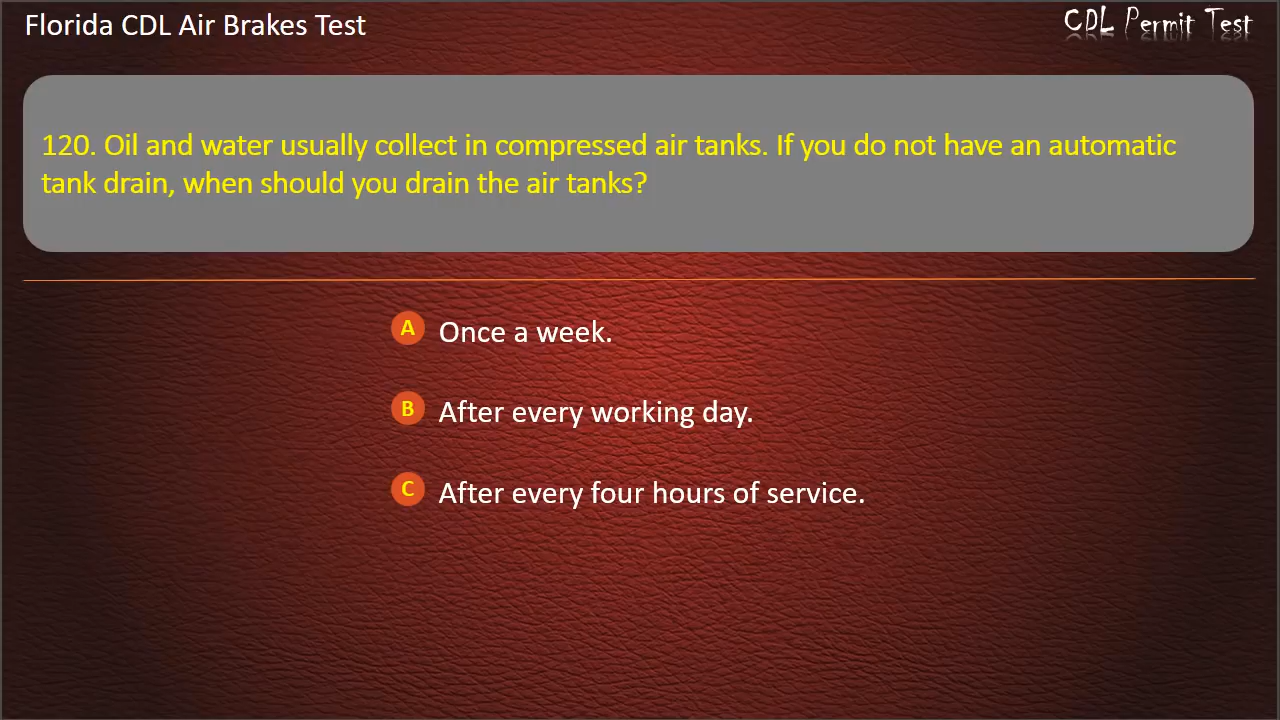 Florida CDL Air Brakes Test
CDL Permit Test
120. Oil and water usually collect in compressed air tanks. If you do not have an automatic
tank drain, when should you drain the air tanks?
A Once a week.
B After every working day.
C After every four hours of service.